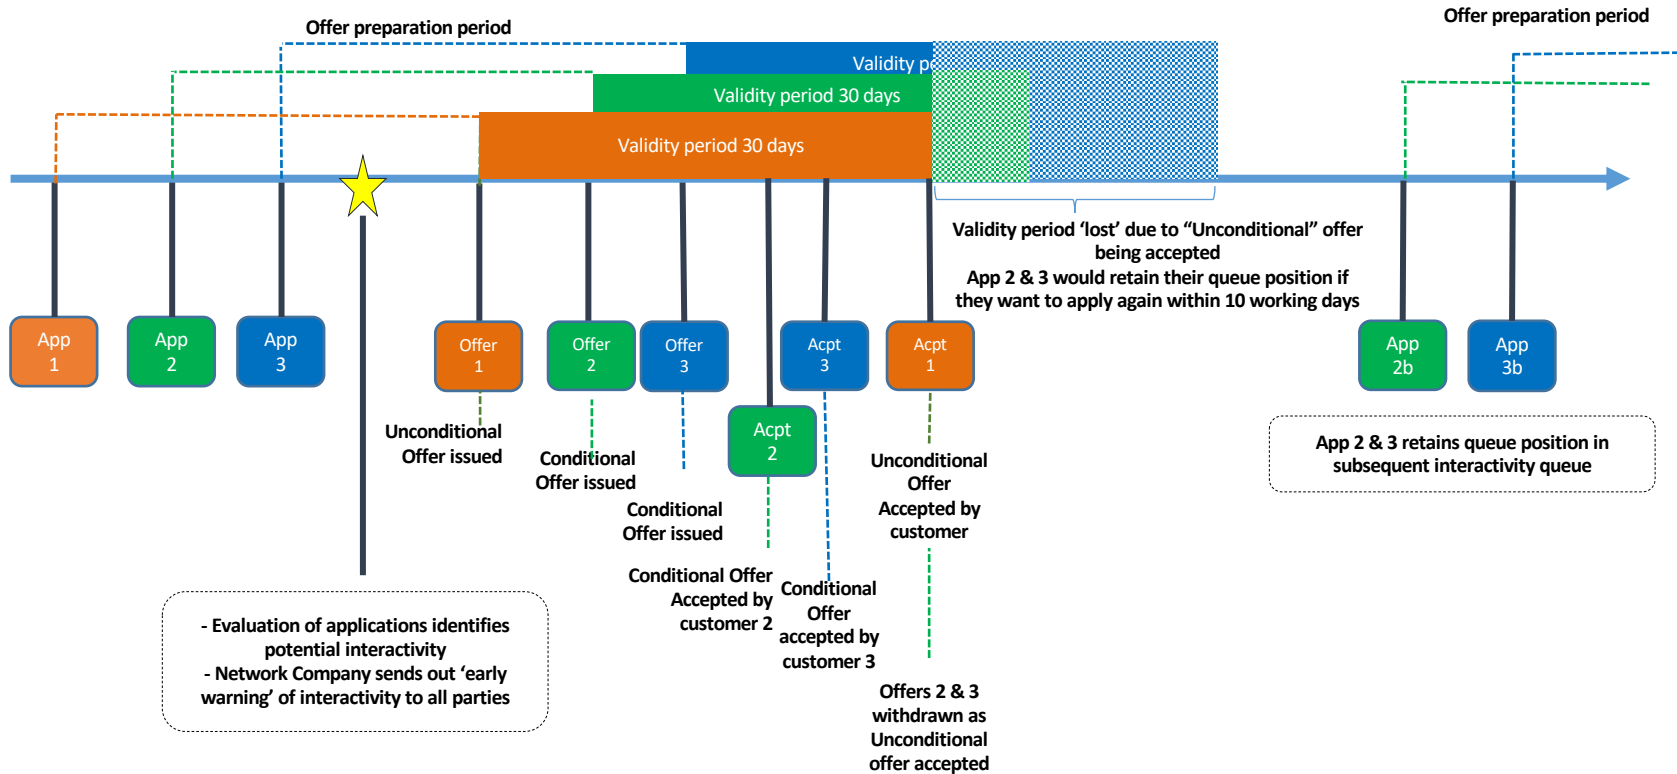 Offer preparation period
Offer preparation period
Validity pe
Validity period 30 days
Validity period 30 days
Validity period ‘lost’ due to “Unconditional” offer
being accepted
App 2 & 3 would retain their queue position if
they want to apply again within 10 working days
App
1
App
2
App
3
Offer
1
Offer
2
Offer
3
Acpt
3
Acpt
1
App
2b
App
3b
Acpt
2
Unconditional
Offer issued
Conditional
Offer issued
Conditional
Offer issued
Conditional Offer
Accepted by
customer 2
Conditional
Offer
accepted by
customer 3
Unconditional
Offer
Accepted by
customer
Offers 2 & 3
withdrawn as
Unconditional
offer accepted
App 2 & 3 retains queue position in
subsequent interactivity queue
- Evaluation of applications identifies
potential interactivity
- Network Company sends out ‘early
warning’ of interactivity to all parties